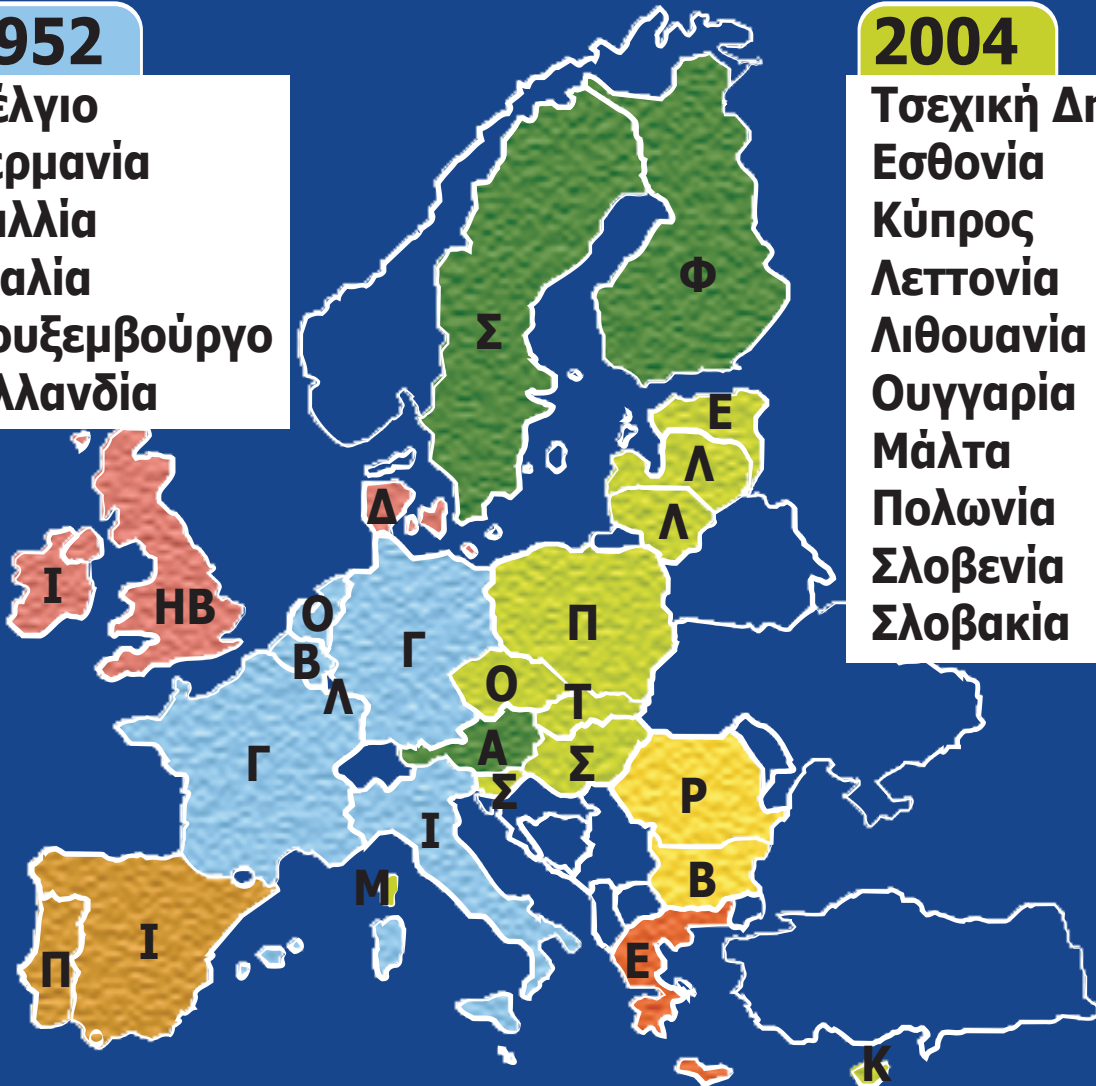 952
έλγιο
ερμανία
αλλία
αλία
ουξεμβούργο
λλανδία
2004
Τσεχική Δη
Εσθονία
Κύπρος
Λεττονία
Λιθουανία
Ουγγαρία
Μάλτα
Πολωνία
Σλοβενία
Σλοβακία
Φ
Σ
Ε
Λ
Λ
Δ
Ι
ΗΒ
Ο
Β
Λ
Γ
Π
Ο
Τ
Α
Σ
Σ
Γ
Ι
Ρ
Β
Μ
Π
Ι
Ε
Κ